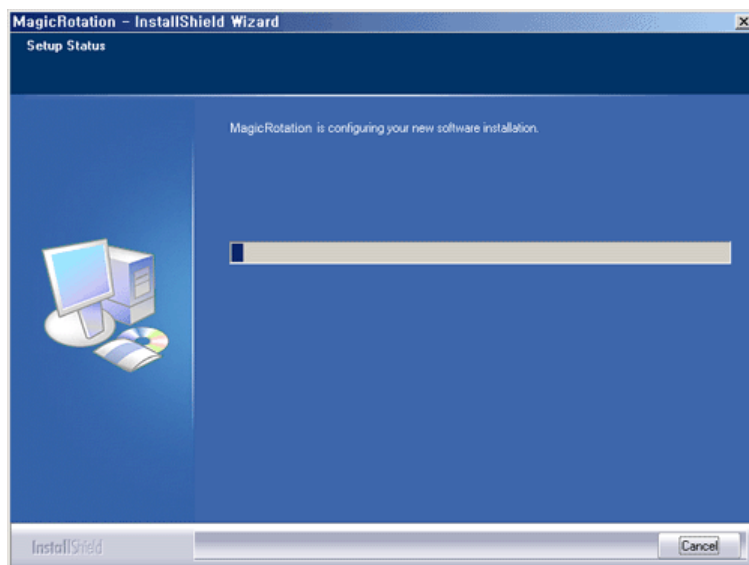 MagicRotation - InstallShield Wizard
Setup Status
MagicRotation is configuring your new software installation.
InstallShield
Cancel